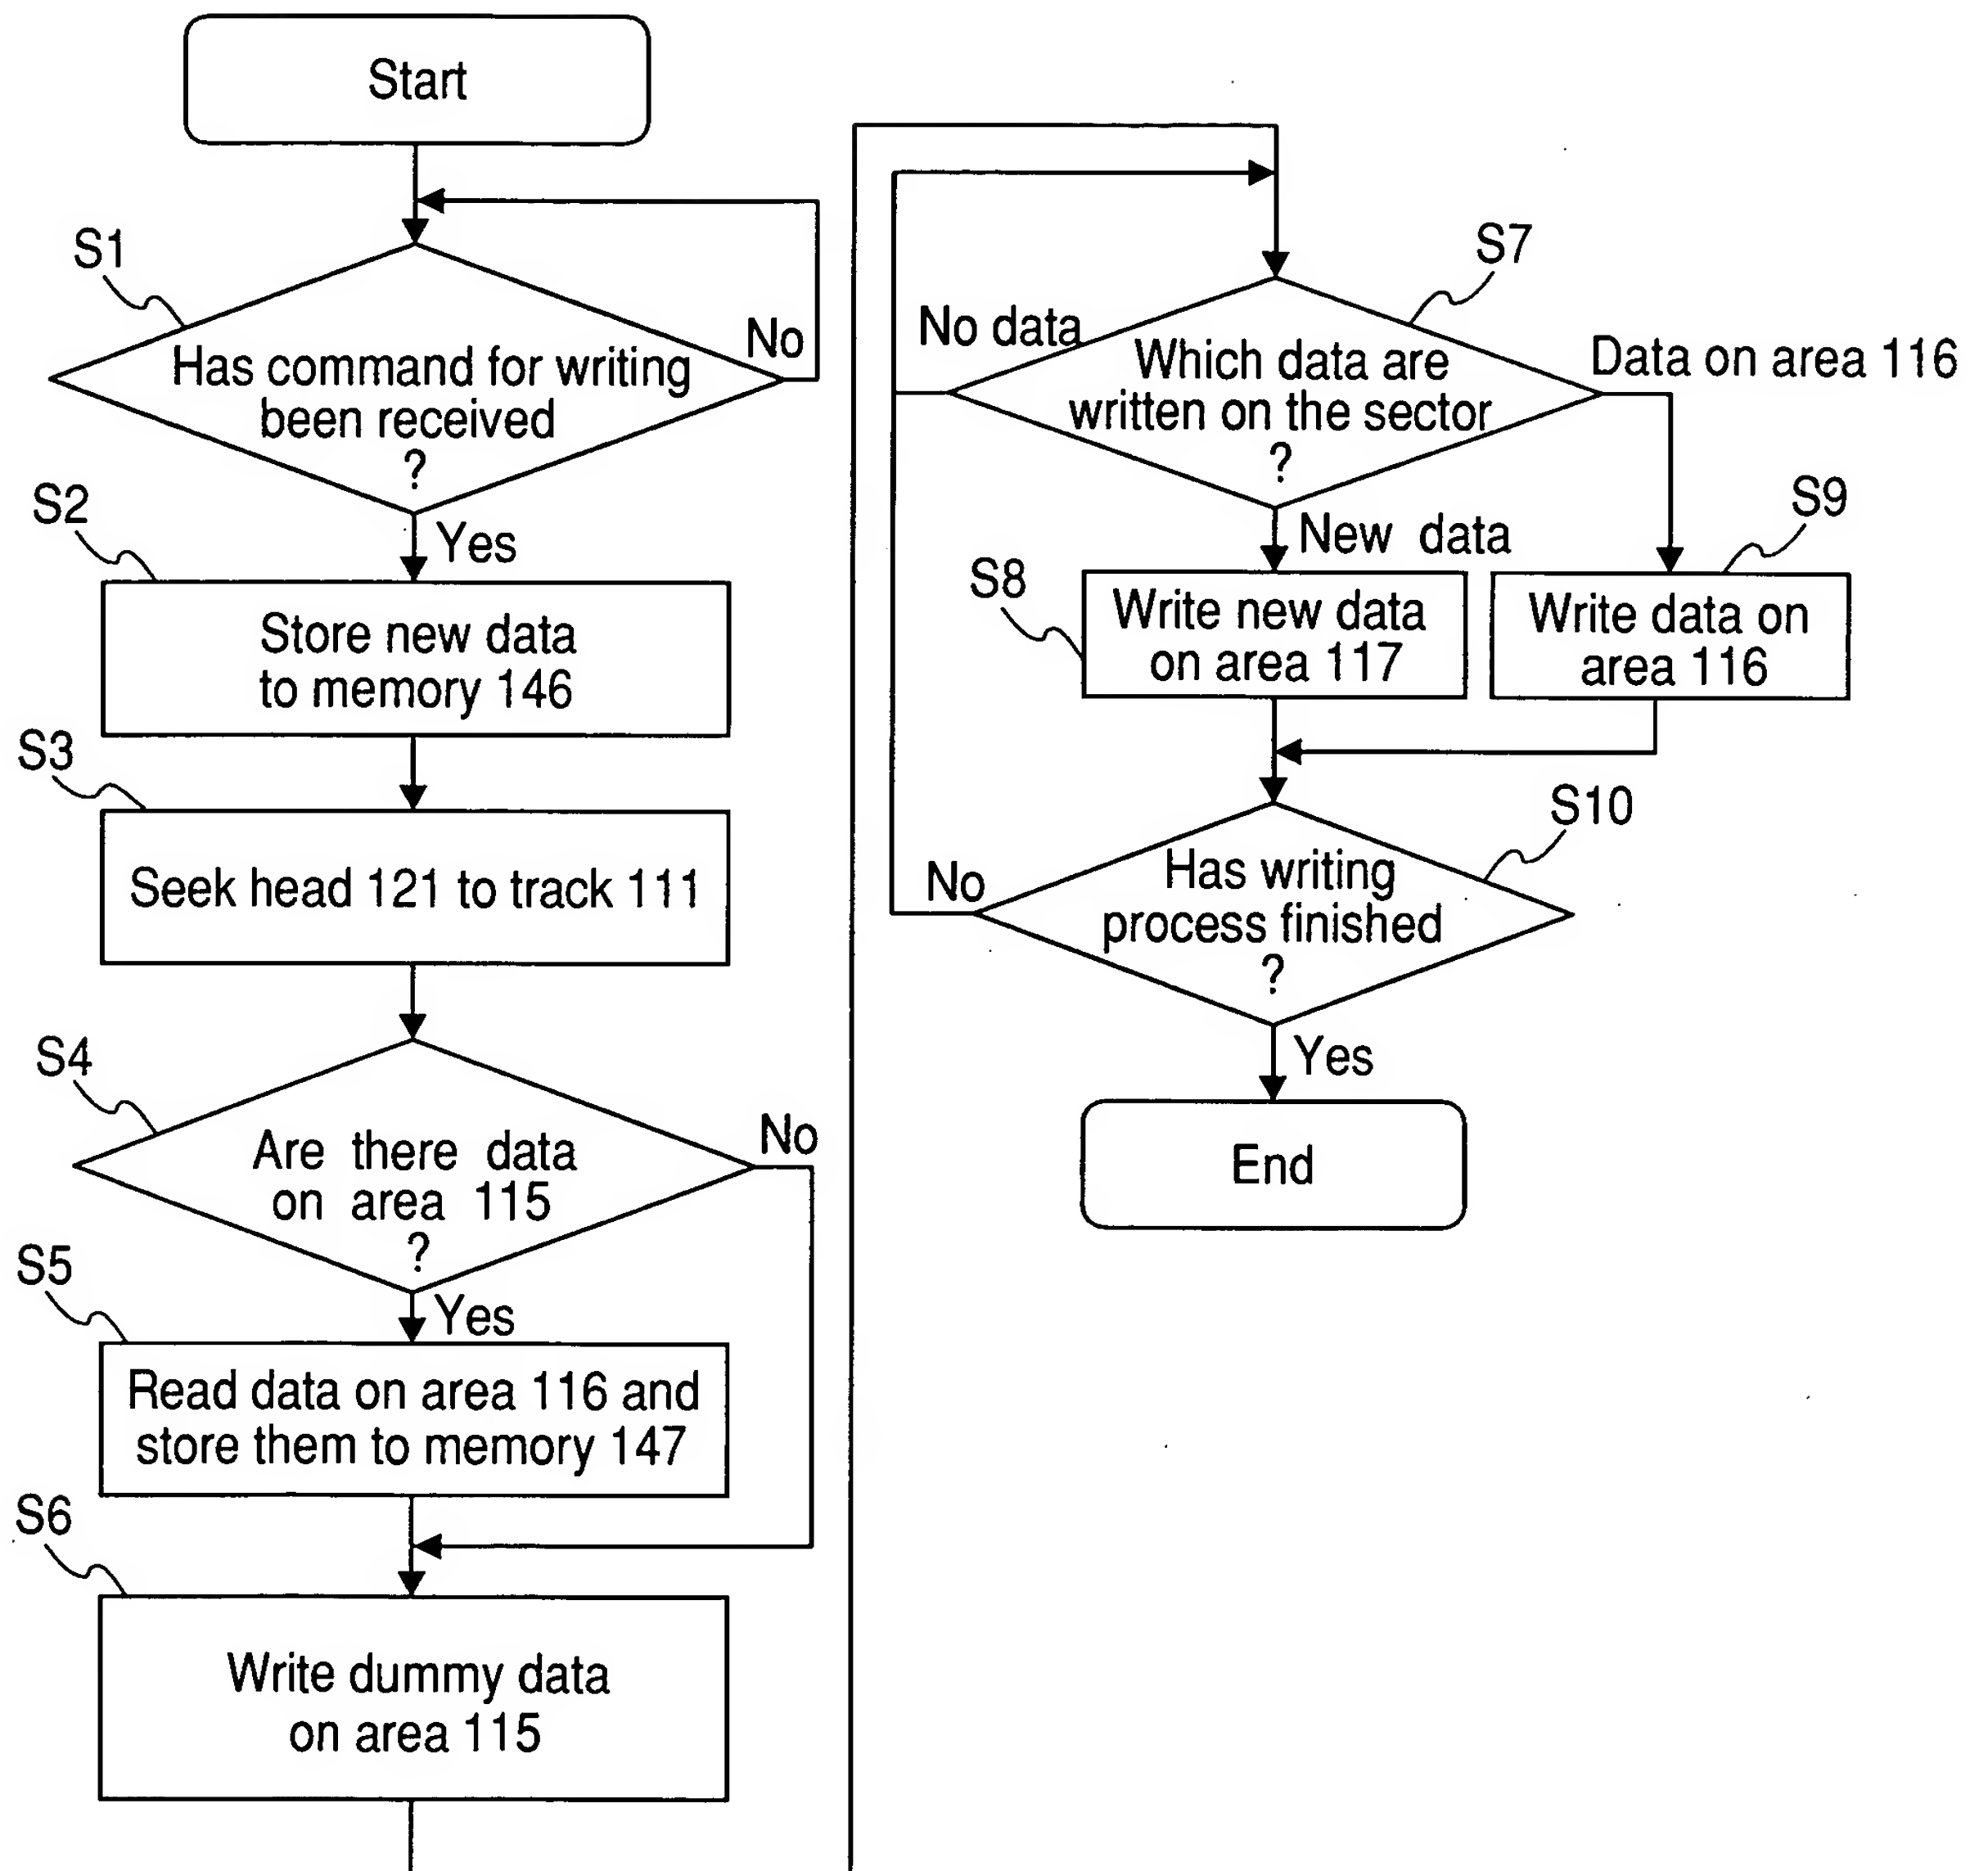 Start
S1
Has command for writing
been received
?
No
Yes
S2
Store new data
to memory 146
S3
Seek head 121 to track 111
S4
Are there data
on area 115
?
No
Yes
S5
Read data on area 116 and
store them to memory 147
S6
Write dummy data
on area 115
S7
No data
Which data are
written on the sector
?
Data on area 116
New data
S8
Write new data
on area 117
S9
Write data on
area 116
S10
Has writing
process finished
?
No
Yes
End